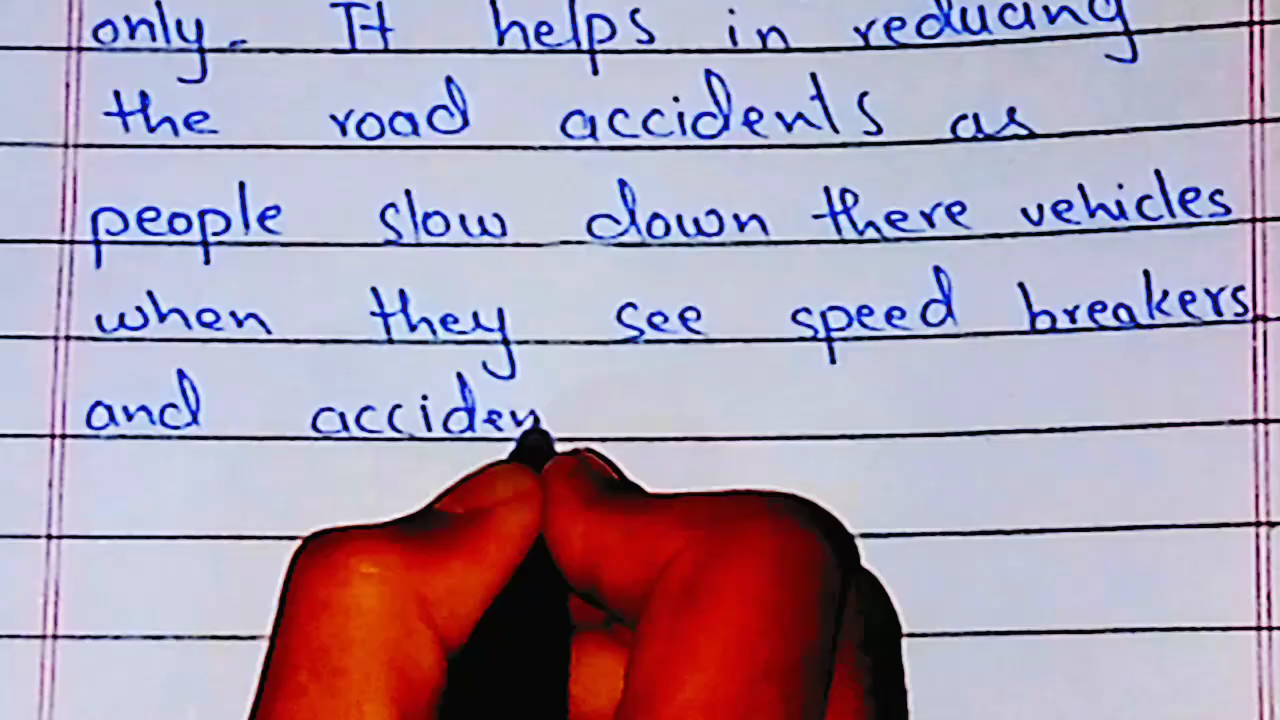 only. It helps in reducing
the road accidents as
people slow down there vehicles
when they see speed breakers
and acciden